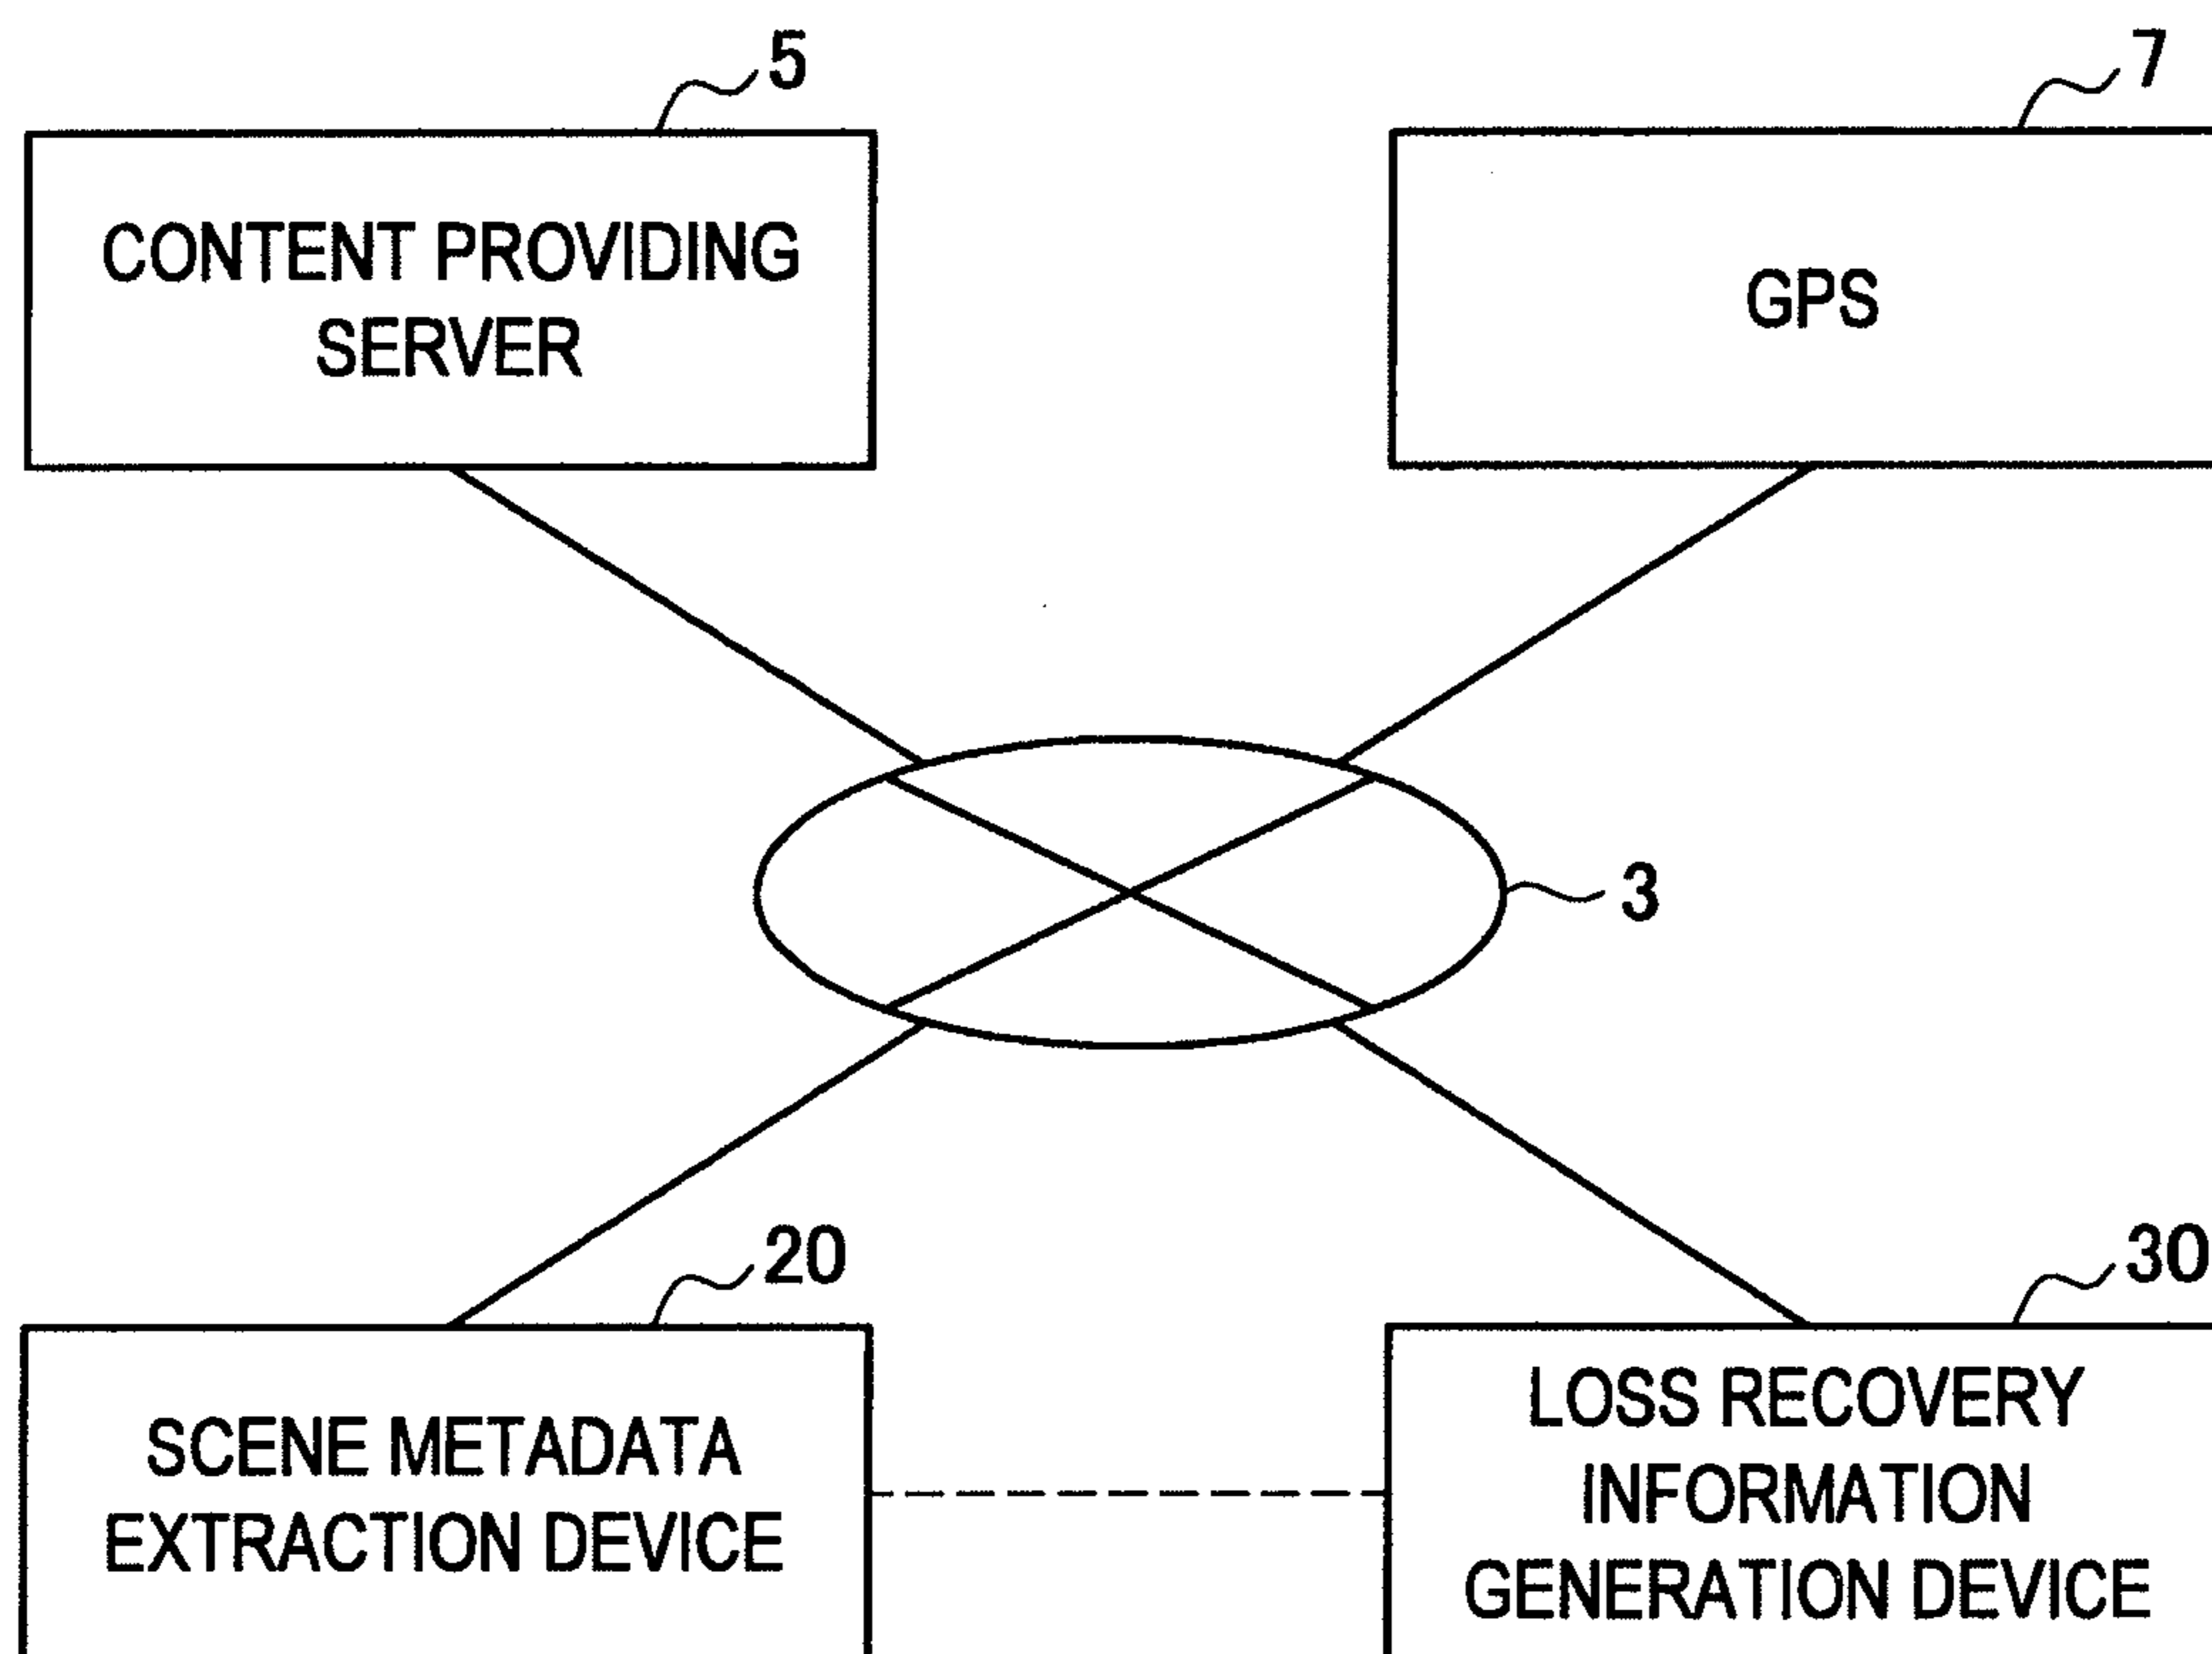 5
7
CONTENT PROVIDING
SERVER
GPS
3
20
30
SCENE METADATA
EXTRACTION DEVICE
LOSS RECOVERY
INFORMATION
GENERATION DEVICE